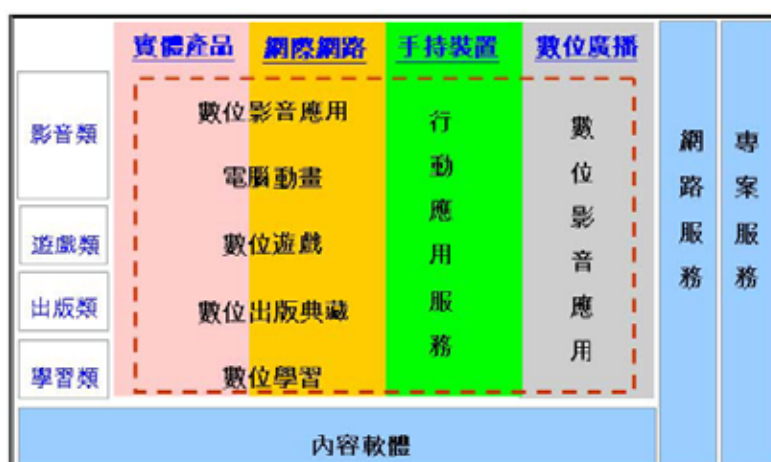 實體產品 網際網路 手持裝置 數位廣播
影音類
遊戲類
出版類
學習類
數位影音應用
電腦動畫
數位遊戲
數位出版典藏
數位學習
行動應用服務
數位影音應用
網路服務
專案服務
內容軟體